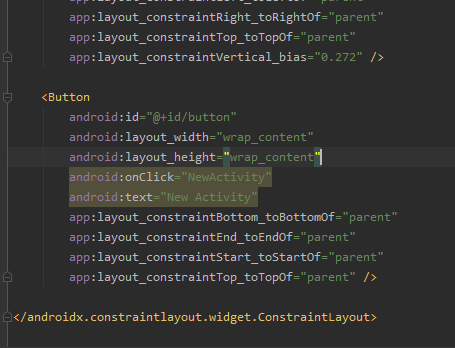 app:layout_constraintRight_toRightOf="parent"
app:layout_constraintTop_toTopOf="parent"
app:layout_constraintVertical_bias="0.272" />
<Button
android:id="@+id/button"
android:layout_width="wrap_content"
android:layout_height="wrap_content"
android:onClick="NewActivity"
android:text="New Activity"
app:layout_constraintBottom_toBottomOf="parent"
app:layout_constraintEnd_toEndOf="parent"
app:layout_constraintStart_toStartOf="parent"
app:layout_constraintTop_toTopOf="parent" />
</androidx.constraintlayout.widget.ConstraintLayout>